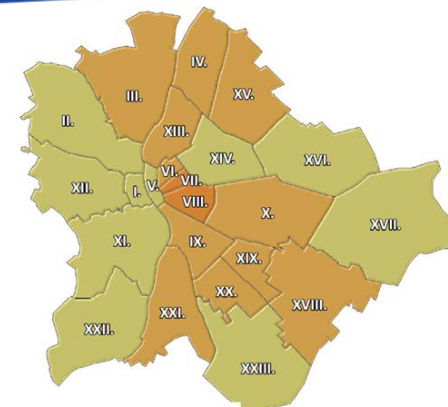 IV.
III.
XV.
II.
XIII.
XIV.
XVI.
VI.
VII.
XII.
I.
V.
VIII.
X.
XVII.
XI.
IX.
XIX.
XX.
XVIII.
XXI.
XXII.
XXIII.